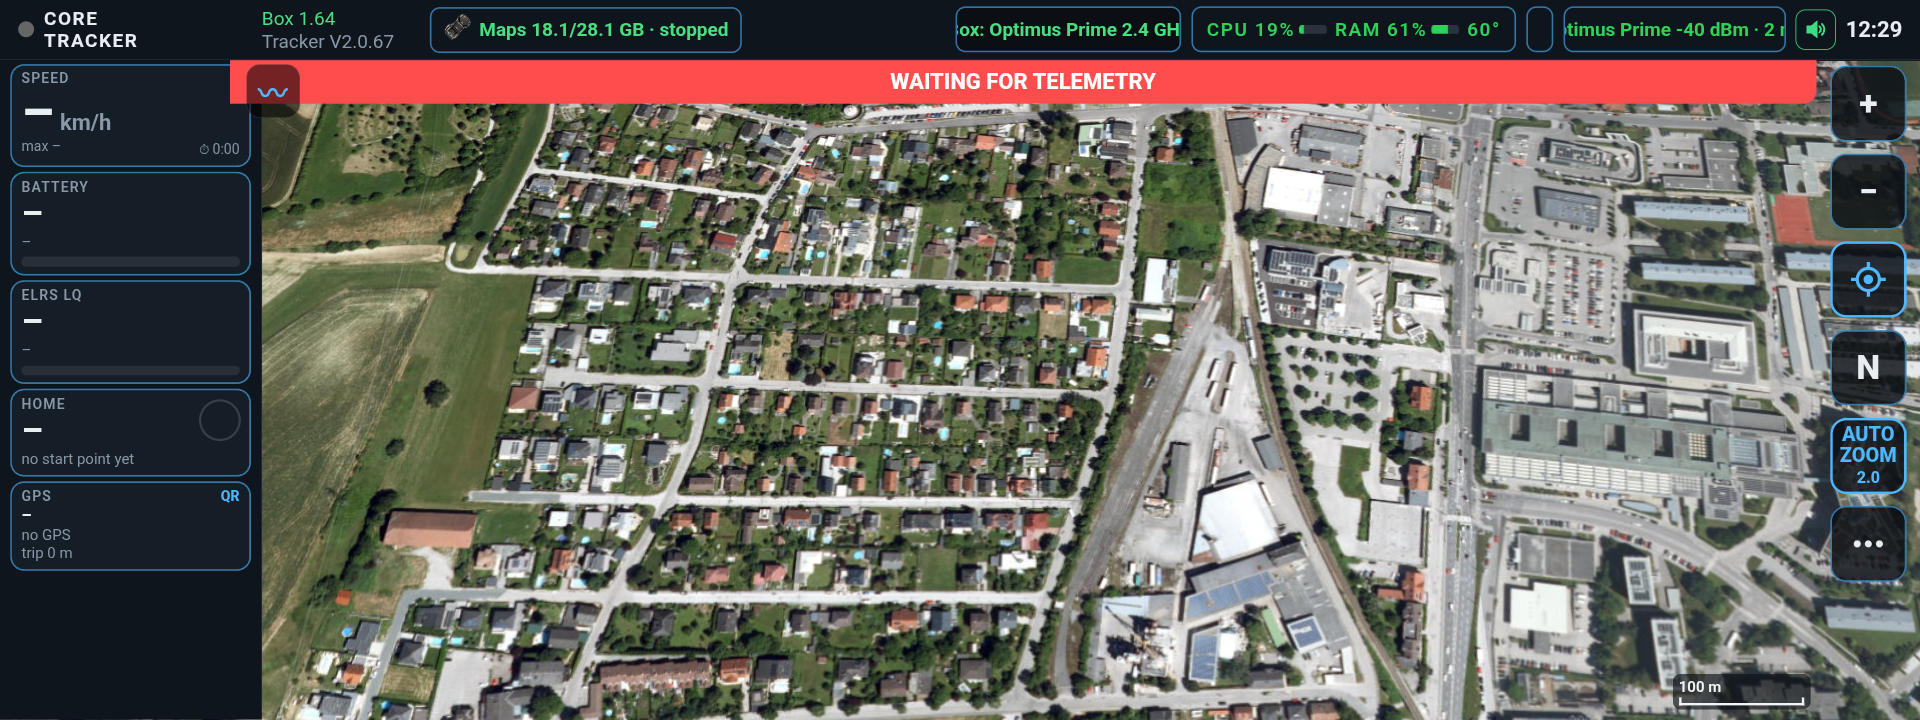 CORE
TRACKER
Box 1.64
Tracker V2.0.67
Maps 18.1/28.1 GB · stopped
ox: Optimus Prime 2.4 GH
CPU 19% RAM 61% 60°
timus Prime -40 dBm · 2
12:29
WAITING FOR TELEMETRY
SPEED
– km/h
max –
⏱ 0:00
BATTERY
–
–
ELRS LQ
–
–
HOME
–
no start point yet
GPS
QR
–
no GPS
trip 0 m
+
−
N
AUTO
ZOOM
2.0
•••
100 m